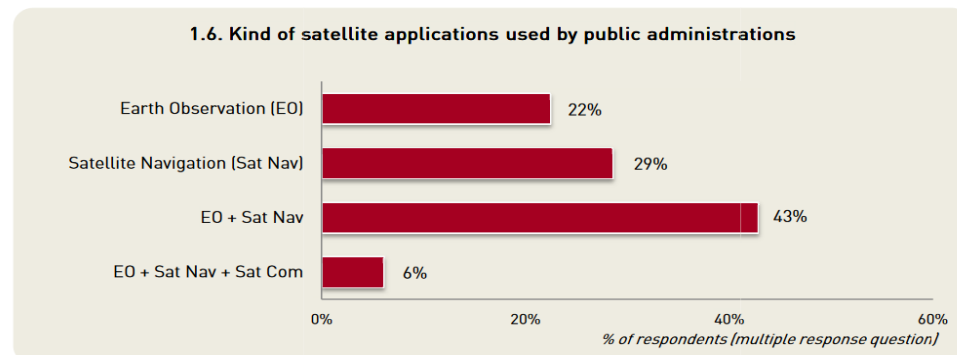 1.6. Kind of satellite applications used by public administrations
Earth Observation (EO)
22%
Satellite Navigation (Sat Nav)
29%
EO + Sat Nav
43%
EO + Sat Nav + Sat Com
6%
0%
20%
40%
60%
% of respondents (multiple response question)